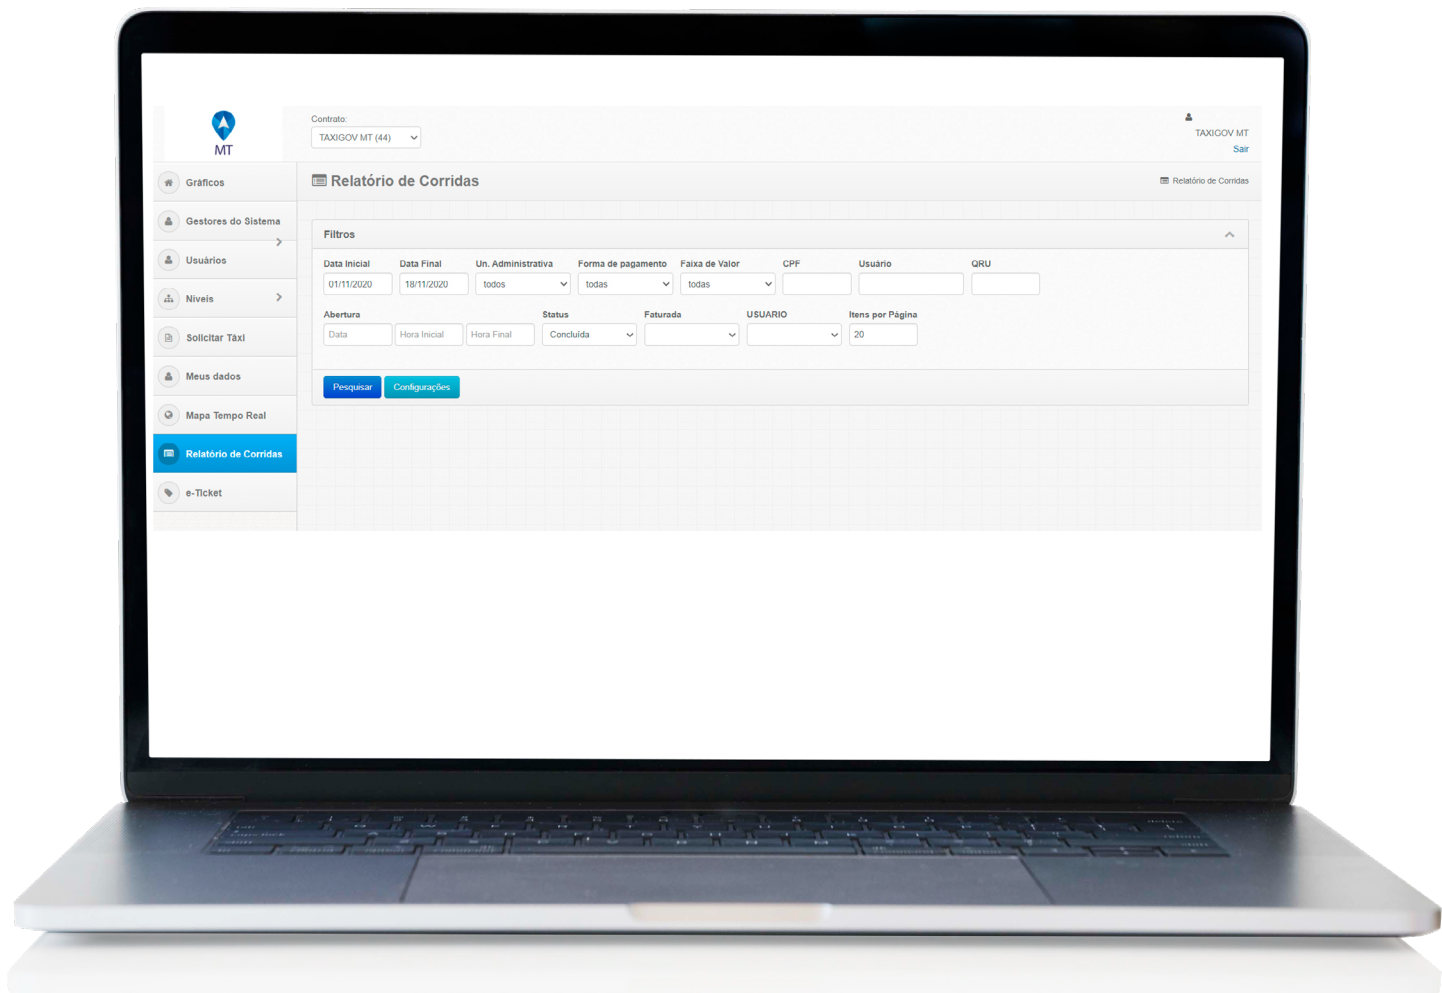 MT
Contrato:
TAXIGOV MT (44)
TAXIGOV MT
Sair
Gráficos
Gestores do Sistema
Usuários
Níveis
Solicitar Táxi
Meus dados
Mapa Tempo Real
Relatório de Corridas
e-Ticket
Relatório de Corridas
Relatório de Corridas
Filtros
Data Inicial Data Final Un. Administrativa Forma de pagamento Faixa de Valor CPF Usuário QRU
01/11/2020 18/11/2020 todos todas todas
Abertura Status Faturada USUARIO Itens por Página
Data Hora Inicial Hora Final Concluída 20
Pesquisar Configurações